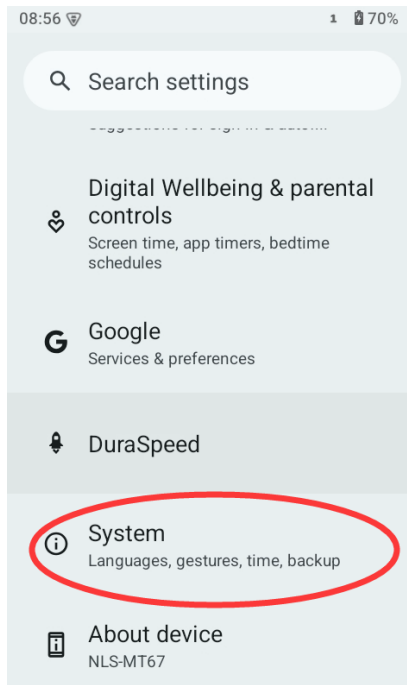 08:56 1 70%
Search settings
Digital Wellbeing & parental
controls
Screen time, app timers, bedtime
schedules
Google
Services & preferences
DuraSpeed
System
Languages, gestures, time, backup
About device
NLS-MT67